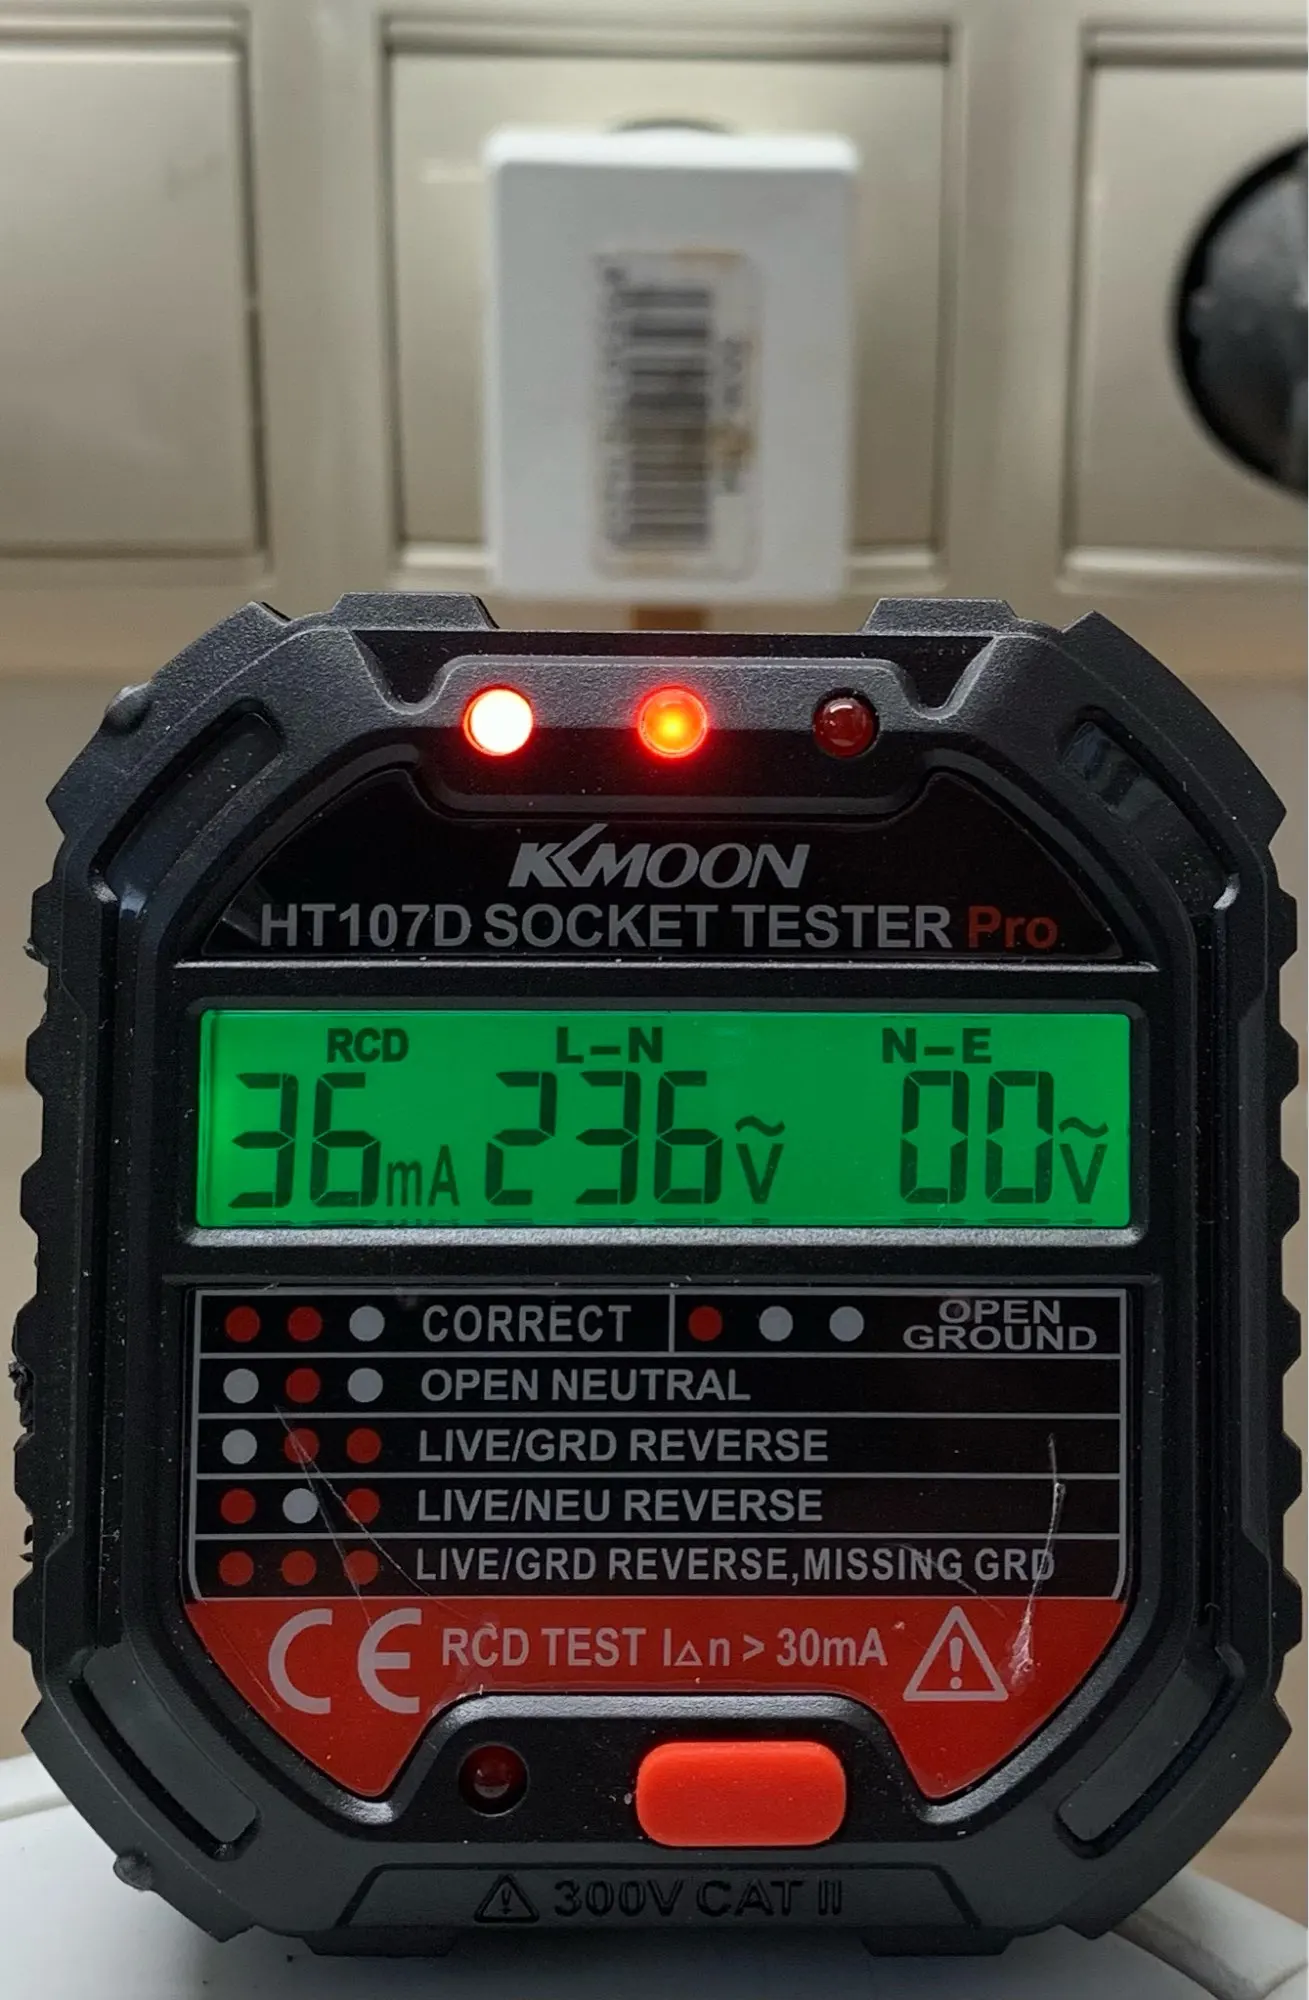 KKMOON
HT107D SOCKET TESTER Pro
RCD L-N N-E
36mA 236V~ 00V~
CORRECT
OPEN GROUND
OPEN NEUTRAL
LIVE/GRD REVERSE
LIVE/NEU REVERSE
LIVE/GRD REVERSE,MISSING GRD
CE RCD TEST I△n > 30mA
300V CAT II